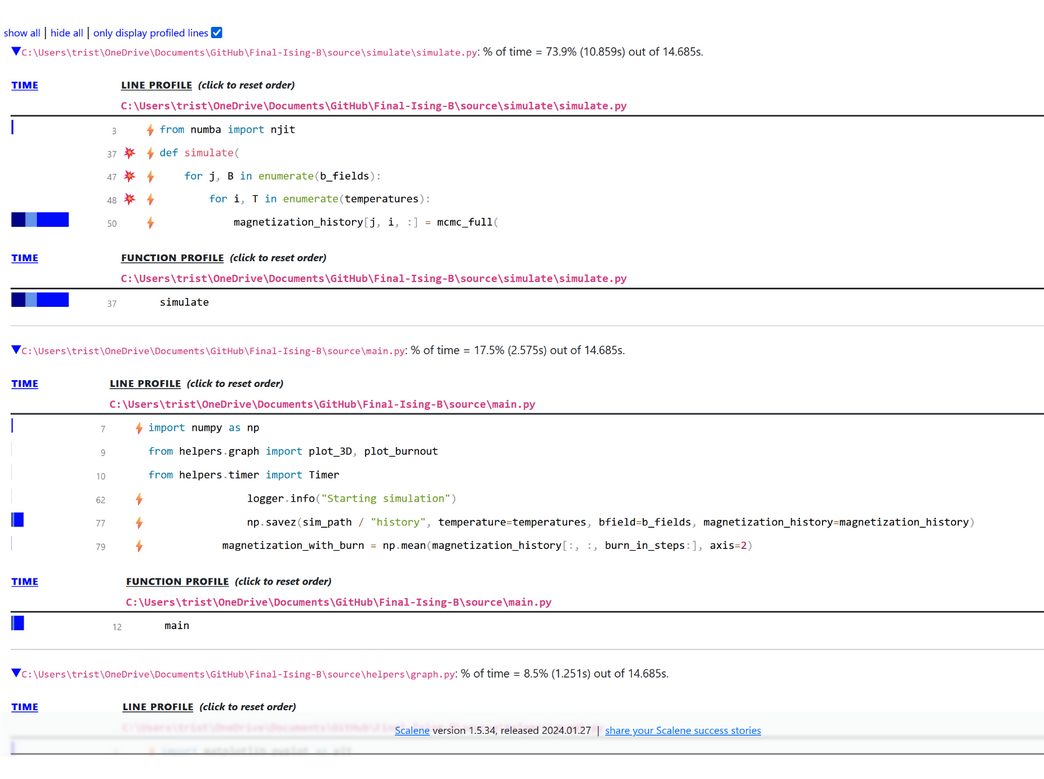 show all | hide all | only display profiled lines
▼C:\Users\trist\OneDrive\Documents\GitHub\Final-Ising-B\source\simulate\simulate.py: % of time = 73.9% (10.859s) out of 14.685s.
TIME LINE PROFILE (click to reset order)
C:\Users\trist\OneDrive\Documents\GitHub\Final-Ising-B\source\simulate\simulate.py
3 from numba import njit
37 def simulate(
47 for j, B in enumerate(b_fields):
48 for i, T in enumerate(temperatures):
50 magnetization_history[j, i, :] = mcmc_full(
TIME FUNCTION PROFILE (click to reset order)
C:\Users\trist\OneDrive\Documents\GitHub\Final-Ising-B\source\simulate\simulate.py
37 simulate
▼C:\Users\trist\OneDrive\Documents\GitHub\Final-Ising-B\source\main.py: % of time = 17.5% (2.575s) out of 14.685s.
TIME LINE PROFILE (click to reset order)
C:\Users\trist\OneDrive\Documents\GitHub\Final-Ising-B\source\main.py
7 import numpy as np
9 from helpers.graph import plot_3D, plot_burnout
10 from helpers.timer import Timer
62 logger.info("Starting simulation")
77 np.savez(sim_path / "history", temperature=temperatures, bfield=b_fields, magnetization_history=magnetization_history)
79 magnetization_with_burn = np.mean(magnetization_history[:, :, burn_in_steps:], axis=2)
TIME FUNCTION PROFILE (click to reset order)
C:\Users\trist\OneDrive\Documents\GitHub\Final-Ising-B\source\main.py
12 main
▼C:\Users\trist\OneDrive\Documents\GitHub\Final-Ising-B\source\helpers\graph.py: % of time = 8.5% (1.251s) out of 14.685s.
TIME LINE PROFILE (click to reset order)
Scalene version 1.5.34, released 2024.01.27 | share your Scalene success stories